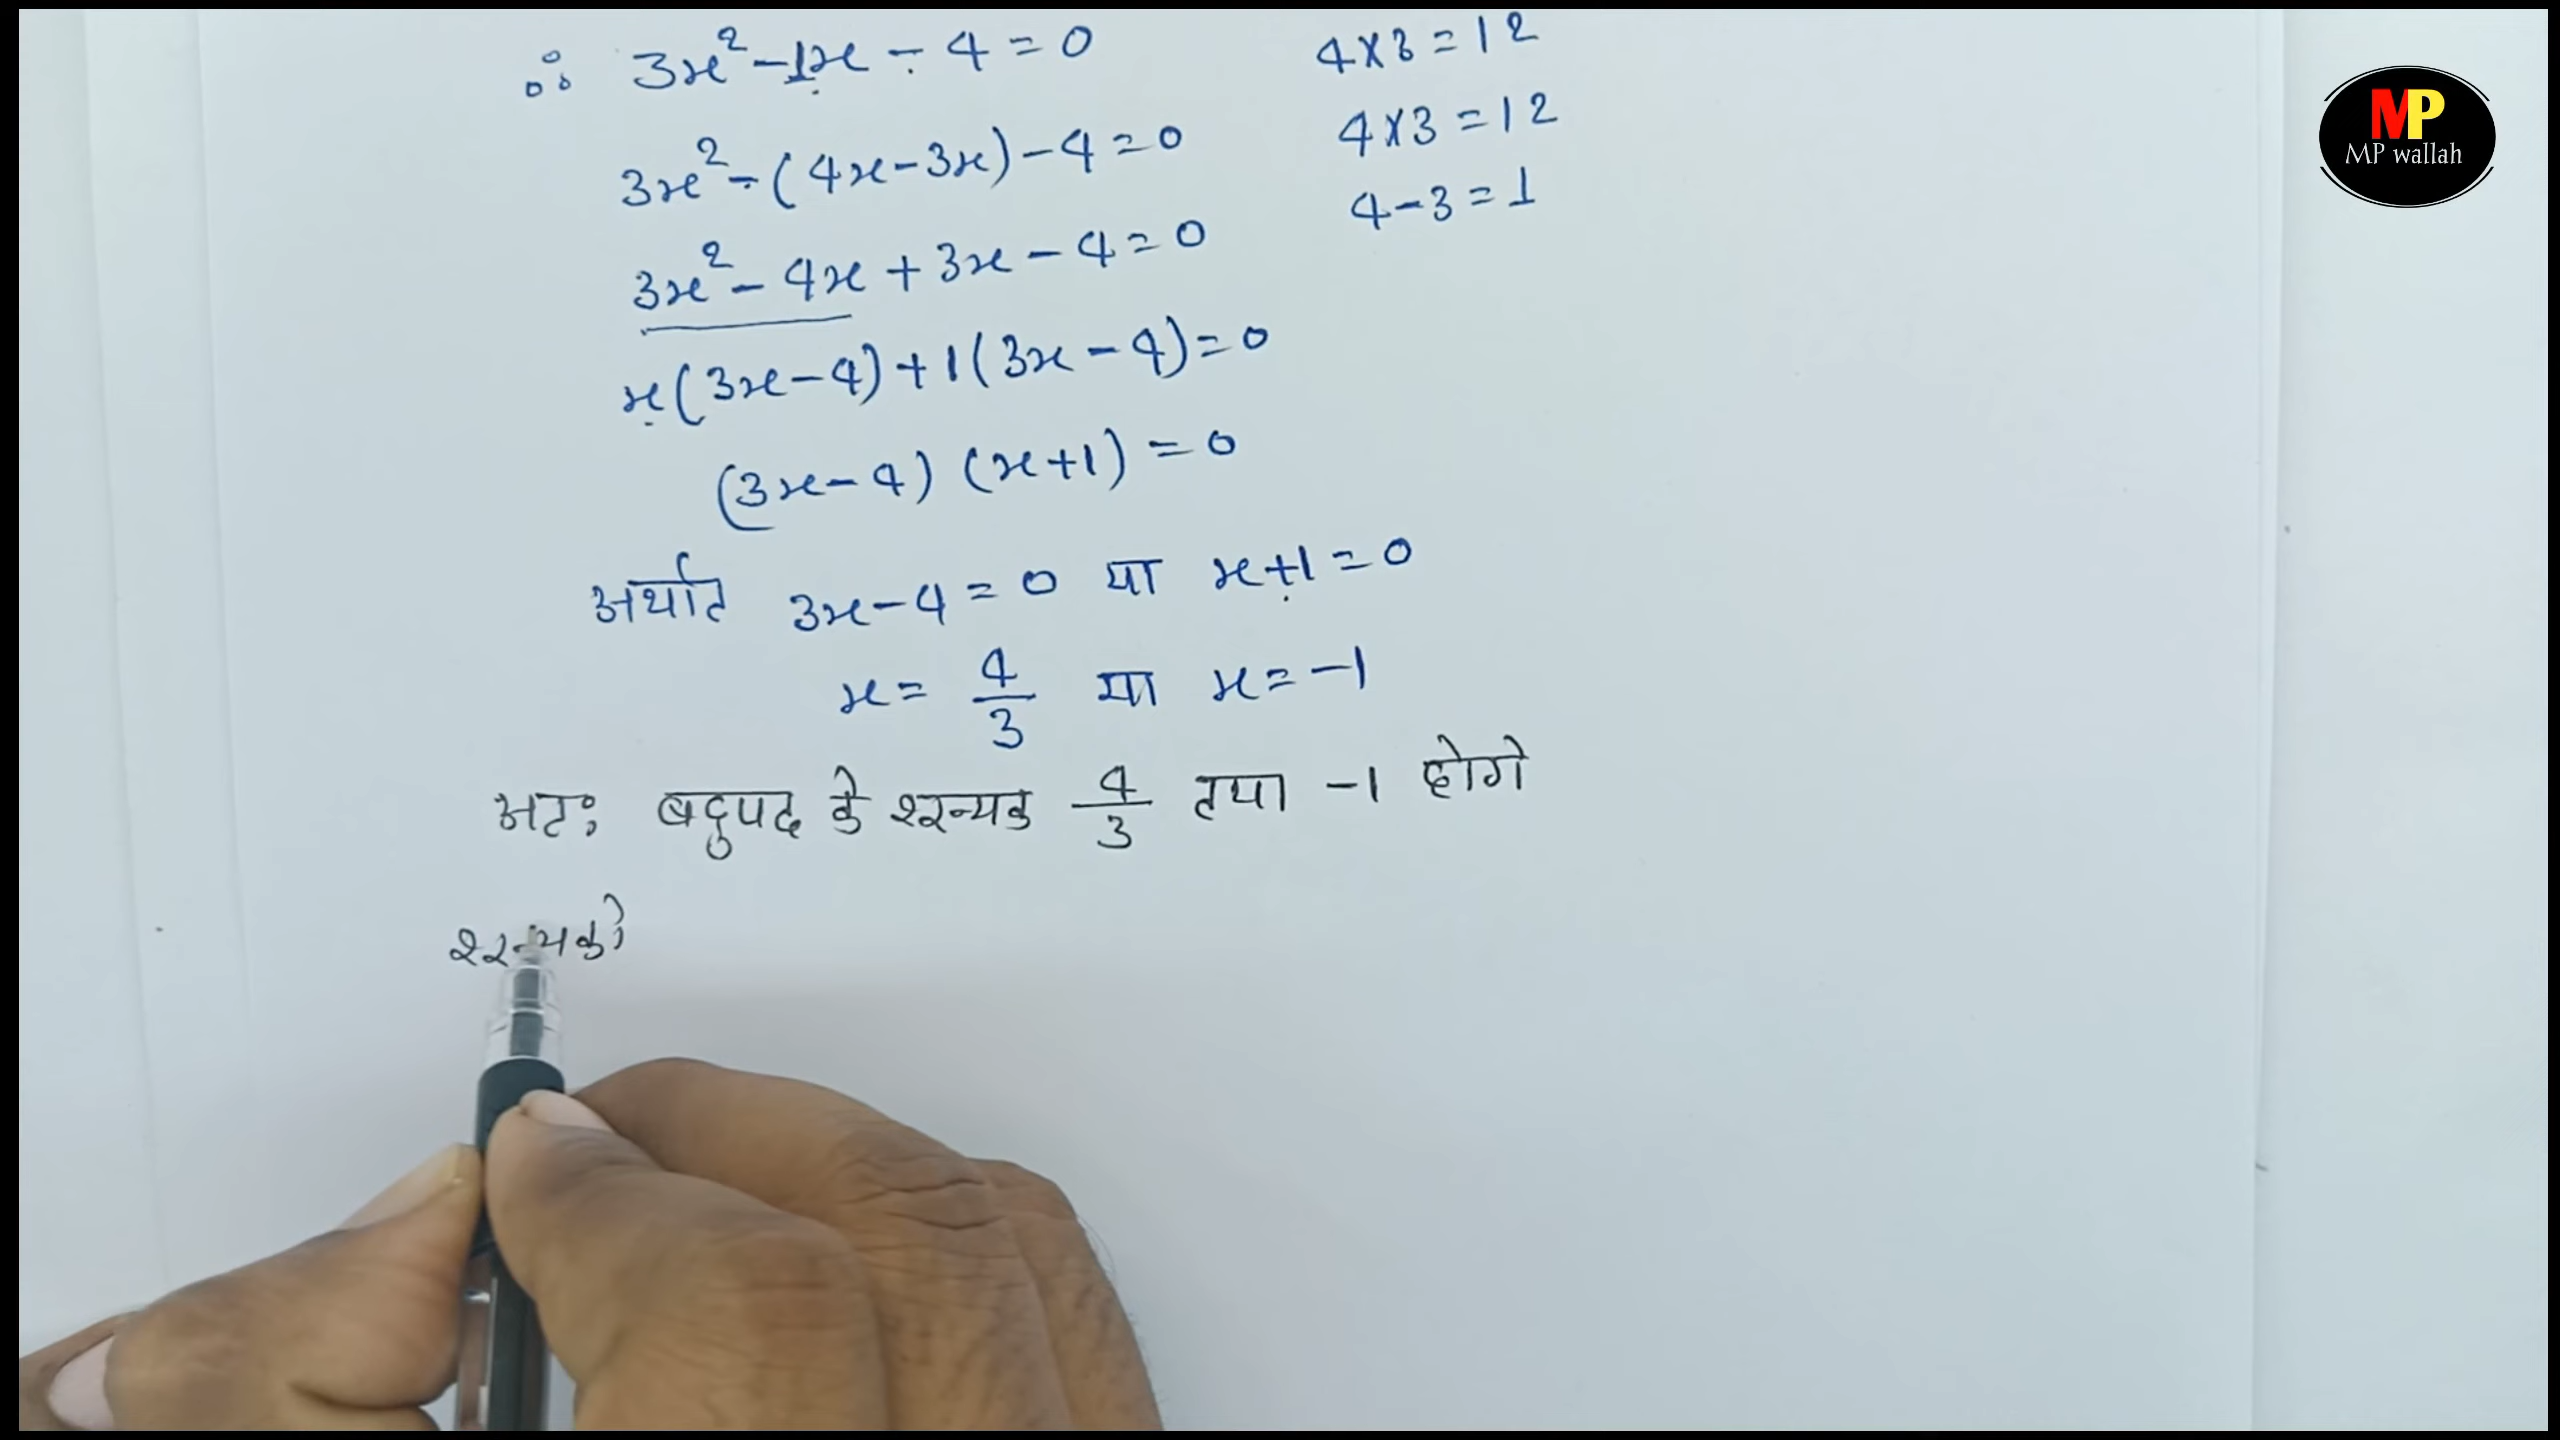 ∴ 3x² - 1x - 4 = 0
4 x 3 = 12
3x² - (4x - 3x) - 4 = 0
4 x 3 = 12
4 - 3 = 1
3x² - 4x + 3x - 4 = 0
x(3x - 4) + 1(3x - 4) = 0
(3x - 4) (x + 1) = 0
अर्थात 3x - 4 = 0 या x + 1 = 0
x = 4/3 या x = -1
अतः बहुपद के शून्यक 4/3 तथा -1 होगे
शून्यको
MP
MP wallah